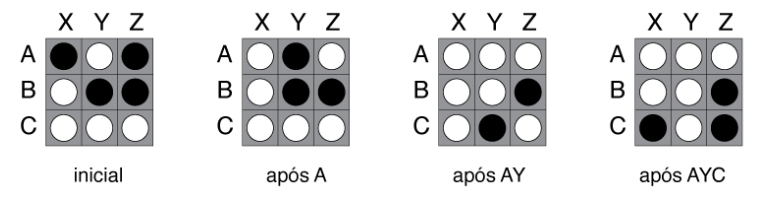 X Y Z X Y Z X Y Z X Y Z
A A A A
B B B B
C C C C
inicial após A após AY após AYC